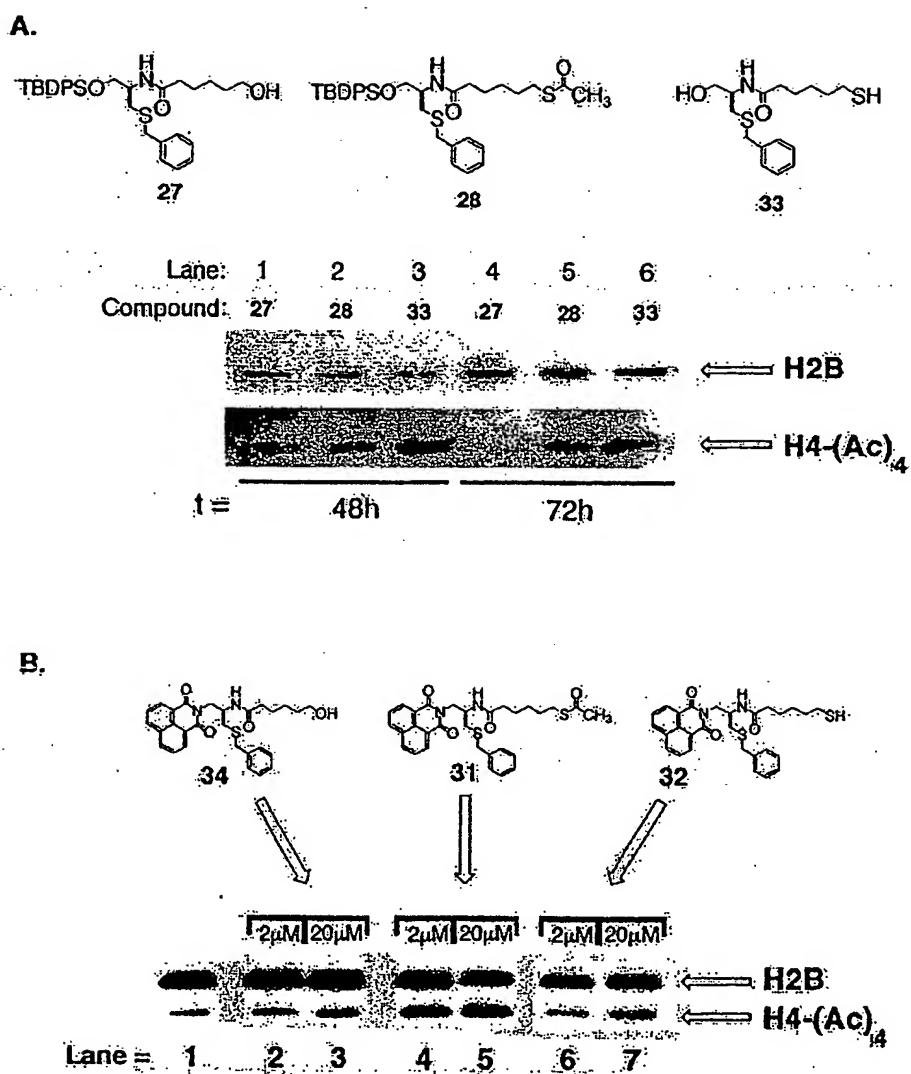 A.
TBDPSO H N O OH S
TBDPSO H N O S O CH3 S
HO H N O SH S
27 28 33
Lane: 1 2 3 4 5 6
Compound: 27 28 33 27 28 33
H2B
H4-(Ac)4
t = 48h 72h
B.
O N O H N O OH S
O N O H N O S O CH3 S
O N O H N O SH S
34 31 32
2µM 20µM 2µM 20µM 2µM 20µM
H2B
H4-(Ac)4
Lane = 1 2 3 4 5 6 7